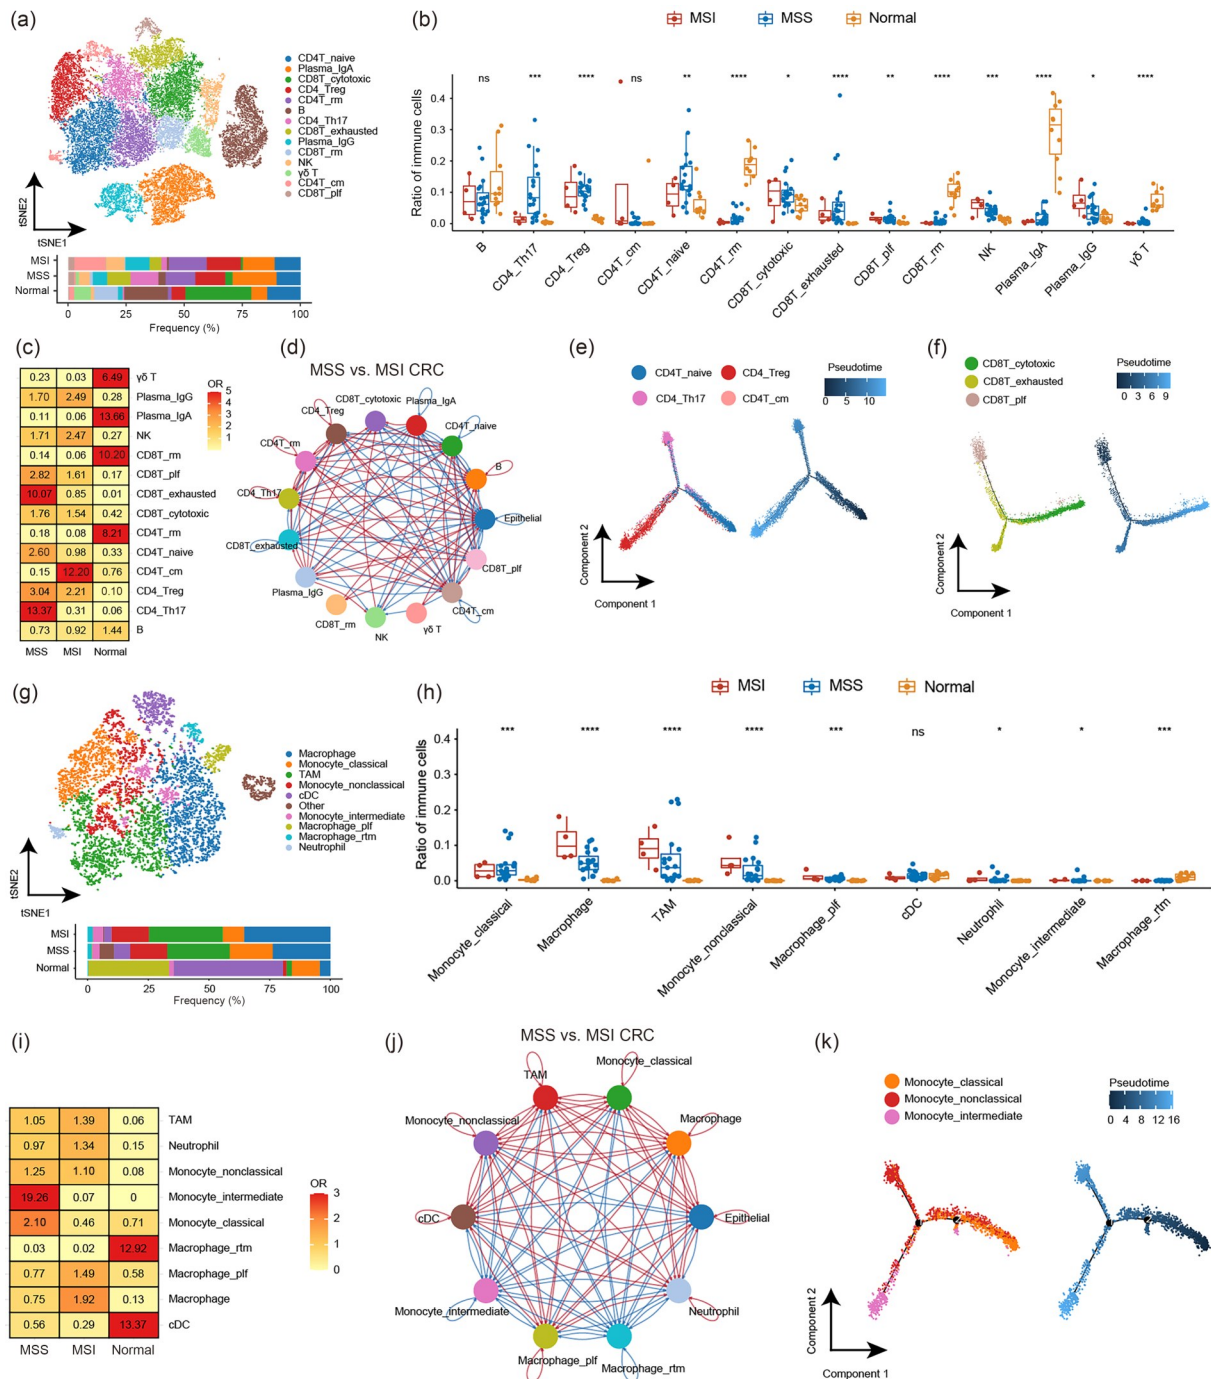 (a)
CD4T_naive
Plasma_IgA
CD8T_cytotoxic
CD4_Treg
CD4T_rm
B
CD4_Th17
CD8T_exhausted
Plasma_IgG
CD8T_rm
NK
γδ T
CD4T_cm
CD8T_plf
tSNE2
tSNE1
MSI
MSS
Normal
0 25 50 75 100
Frequency (%)
(b)
MSI MSS Normal
ns *** **** ns ** **** * **** ** **** *** **** * ****
Ratio of immune cells
0.4
0.3
0.2
0.1
0.0
B CD4_Th17 CD4_Treg CD4T_cm CD4T_naive CD4T_rm CD8T_cytotoxic CD8T_exhausted CD8T_plf CD8T_rm NK Plasma_IgA Plasma_IgG γδ T
(c)
0.23 0.03 6.49 γδ T
1.70 2.49 0.28 Plasma_IgG
0.11 0.06 13.66 Plasma_IgA
1.71 2.47 0.27 NK
0.14 0.06 10.20 CD8T_rm
2.82 1.61 0.17 CD8T_plf
10.07 0.85 0.01 CD8T_exhausted
1.76 1.54 0.42 CD8T_cytotoxic
0.18 0.08 8.21 CD4T_rm
2.60 0.98 0.33 CD4T_naive
0.15 12.20 0.76 CD4T_cm
3.04 2.21 0.10 CD4_Treg
13.37 0.31 0.06 CD4_Th17
0.73 0.92 1.44 B
MSS MSI Normal
OR
5
4
3
2
1
(d)
MSS vs. MSI CRC
CD8T_cytotoxic
Plasma_IgA
CD4_Treg
CD4T_naive
CD4T_rm
B
CD4_Th17
Epithelial
CD8T_exhausted
CD8T_plf
Plasma_IgG
CD4T_cm
CD8T_rm
γδ T
NK
(e)
CD4T_naive CD4_Treg
CD4_Th17 CD4T_cm
Pseudotime
0 5 10
Component 2
Component 1
(f)
CD8T_cytotoxic
CD8T_exhausted
CD8T_plf
Pseudotime
0 3 6 9
Component 2
Component 1
(g)
Macrophage
Monocyte_classical
TAM
Monocyte_nonclassical
cDC
Other
Monocyte_intermediate
Macrophage_plf
Macrophage_rtm
Neutrophil
tSNE2
tSNE1
MSI
MSS
Normal
0 25 50 75 100
Frequency (%)
(h)
MSI MSS Normal
*** **** **** **** *** ns * * ***
Ratio of immune cells
0.4
0.3
0.2
0.1
0.0
Monocyte_classical Macrophage TAM Monocyte_nonclassical Macrophage_plf cDC Neutrophil Monocyte_intermediate Macrophage_rtm
(i)
1.05 1.39 0.06 TAM
0.97 1.34 0.15 Neutrophil
1.25 1.10 0.08 Monocyte_nonclassical
19.26 0.07 0 Monocyte_intermediate
2.10 0.46 0.71 Monocyte_classical
0.03 0.02 12.92 Macrophage_rtm
0.77 1.49 0.58 Macrophage_plf
0.75 1.92 0.13 Macrophage
0.56 0.29 13.37 cDC
MSS MSI Normal
OR
3
2
1
0
(j)
MSS vs. MSI CRC
Monocyte_classical
TAM
Monocyte_nonclassical
Macrophage
cDC
Epithelial
Monocyte_intermediate
Neutrophil
Macrophage_plf
Macrophage_rtm
(k)
Monocyte_classical
Monocyte_nonclassical
Monocyte_intermediate
Pseudotime
0 4 8 12 16
Component 2
Component 1